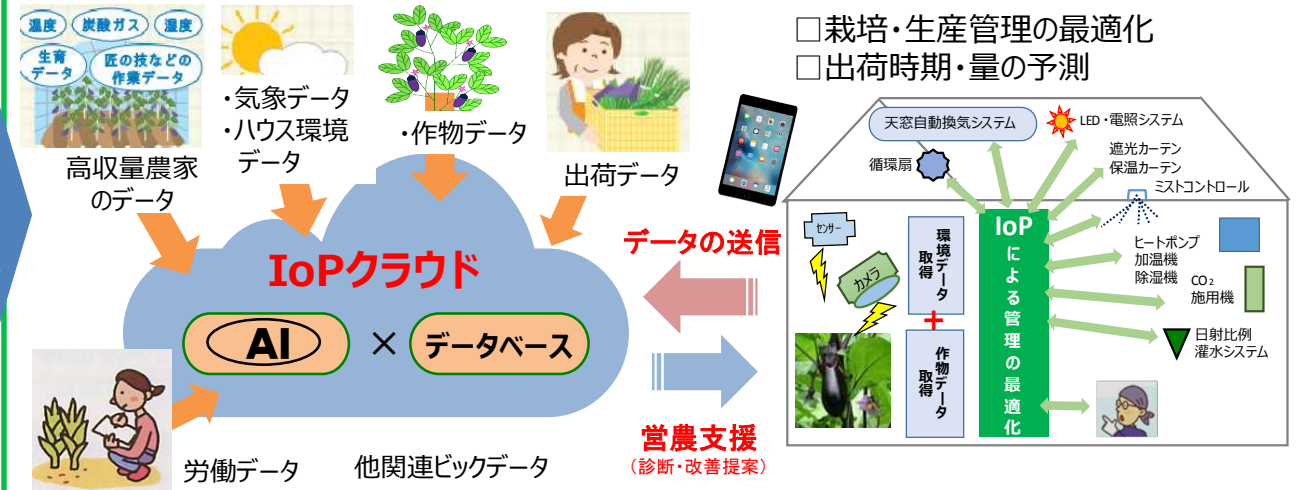 温度
炭酸ガス
湿度
生育
データ
匠の技などの
作業データ
高収量農家
のデータ
・気象データ
・ハウス環境
データ
・作物データ
出荷データ
IoPクラウド
AI
×
データベース
労働データ
他関連ビックデータ
データの送信
営農支援
（診断・改善提案）
□栽培・生産管理の最適化
□出荷時期・量の予測
天窓自動換気システム
LED・電照システム
循環扇
遮光カーテン
保温カーテン
ミストコントロール
センサー
カメラ
環境データ
取得
+
作物データ
取得
IoPによる管理の最適化
ヒートポンプ
加温機
除湿機
CO₂
施用機
日射比例
灌水システム